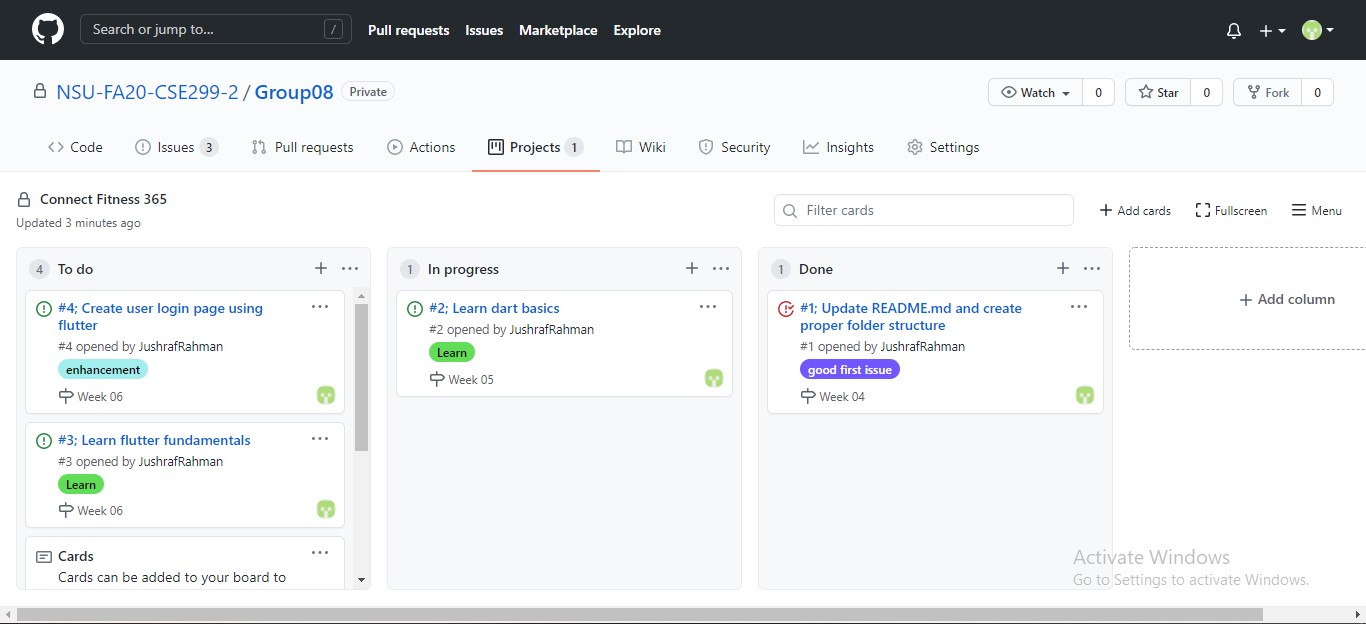 Search or jump to... /
Pull requests Issues Marketplace Explore
NSU-FA20-CSE299-2 / Group08 Private
Watch 0 Star 0 Fork 0
Code Issues 3 Pull requests Actions Projects 1 Wiki Security Insights Settings
Connect Fitness 365
Updated 3 minutes ago
Filter cards
Add cards Fullscreen Menu
4 To do
#4; Create user login page using
flutter
#4 opened by JushrafRahman
enhancement
Week 06
#3; Learn flutter fundamentals
#3 opened by JushrafRahman
Learn
Week 06
Cards
Cards can be added to your board to
1 In progress
#2; Learn dart basics
#2 opened by JushrafRahman
Learn
Week 05
1 Done
#1; Update README.md and create
proper folder structure
#1 opened by JushrafRahman
good first issue
Week 04
Add column
Activate Windows
Go to Settings to activate Windows.